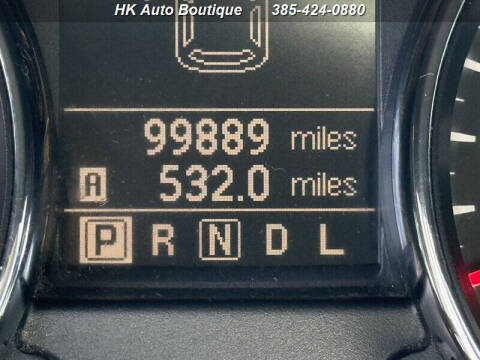 HK Auto Boutique 385-424-0880
99889 miles
A 532.0 miles
P R N D L